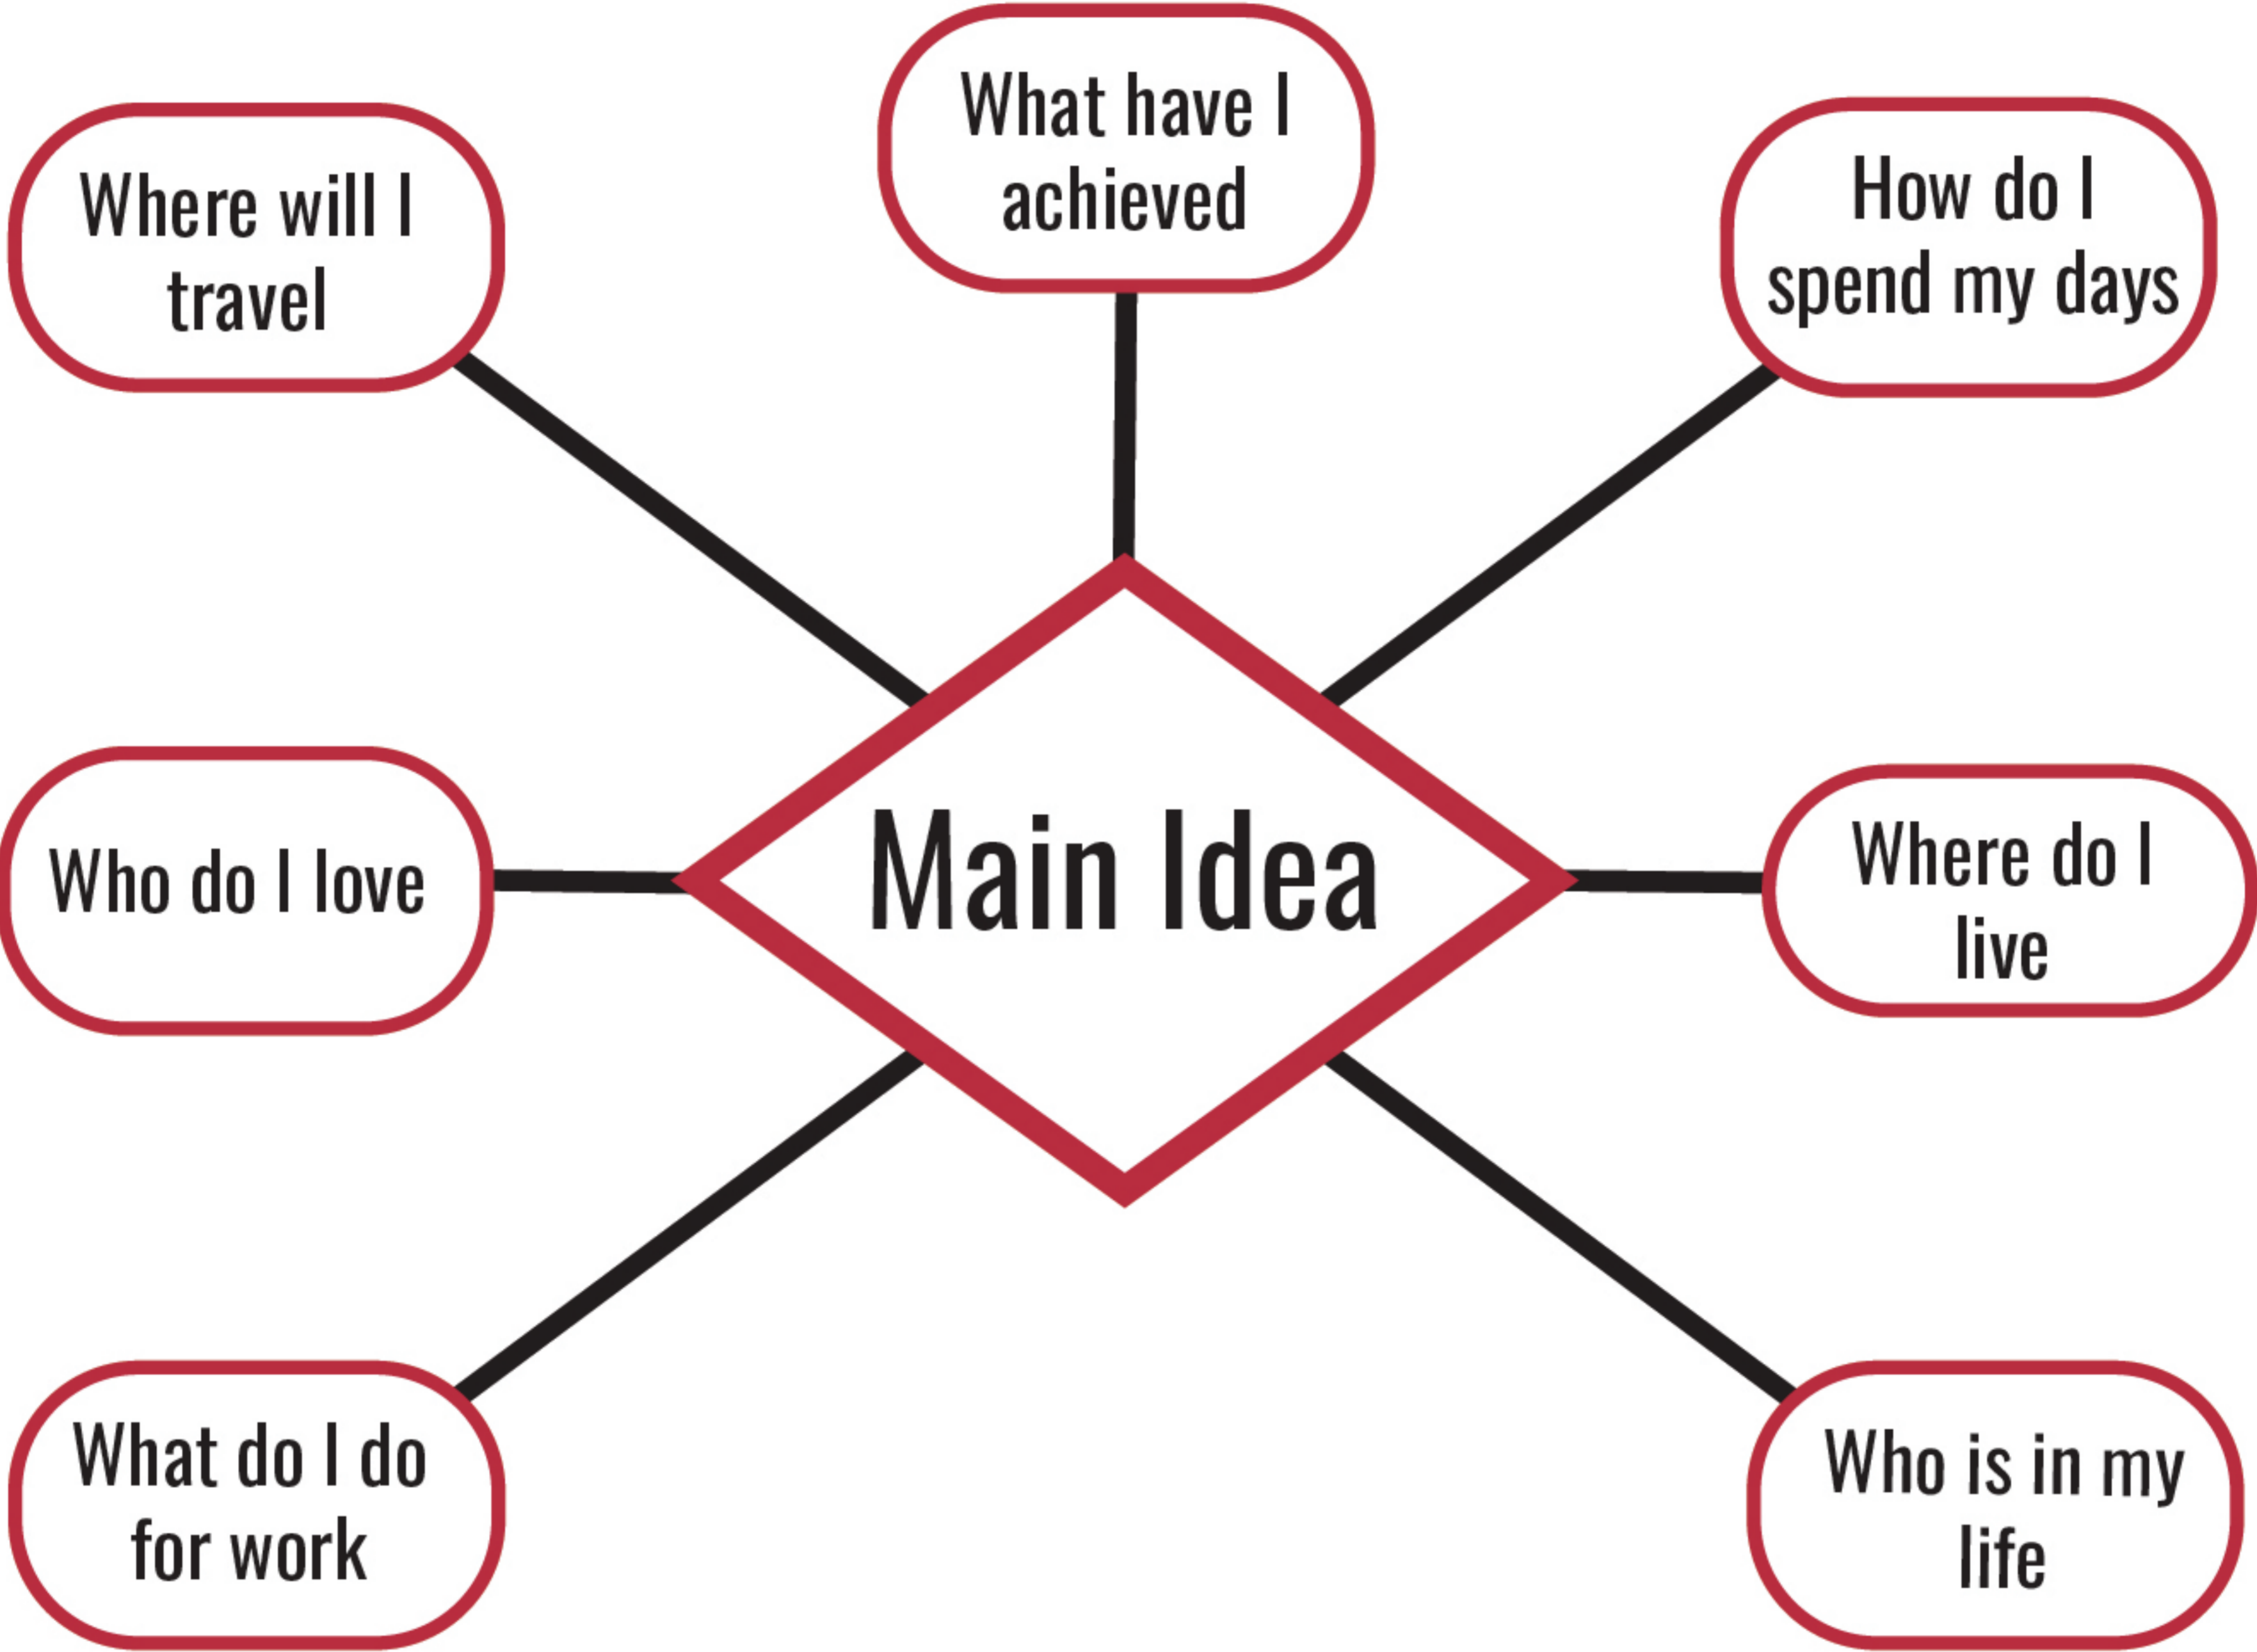 What have I
achieved
Where will I
travel
How do I
spend my days
Who do I love
Main Idea
Where do I
live
What do I do
for work
Who is in my
life